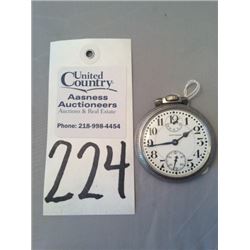 United
Country®
Aasness
Auctioneers
Auctions & Real Estate
Phone: 218-998-4454
224